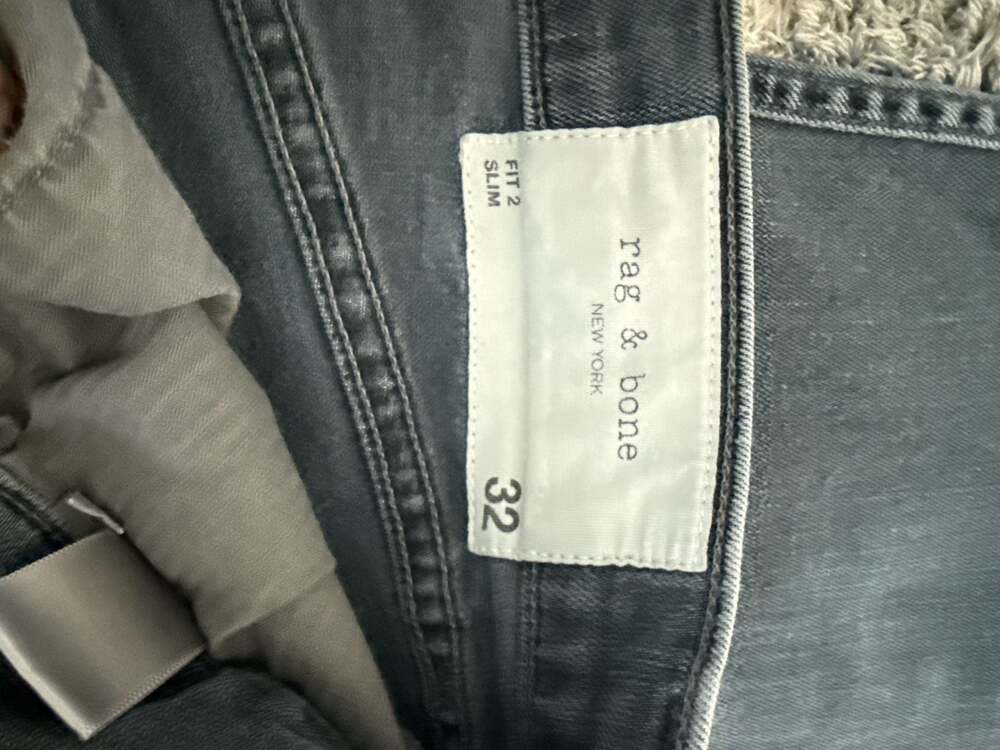 rag & bone
NEW YORK
FIT 2
SLIM
32